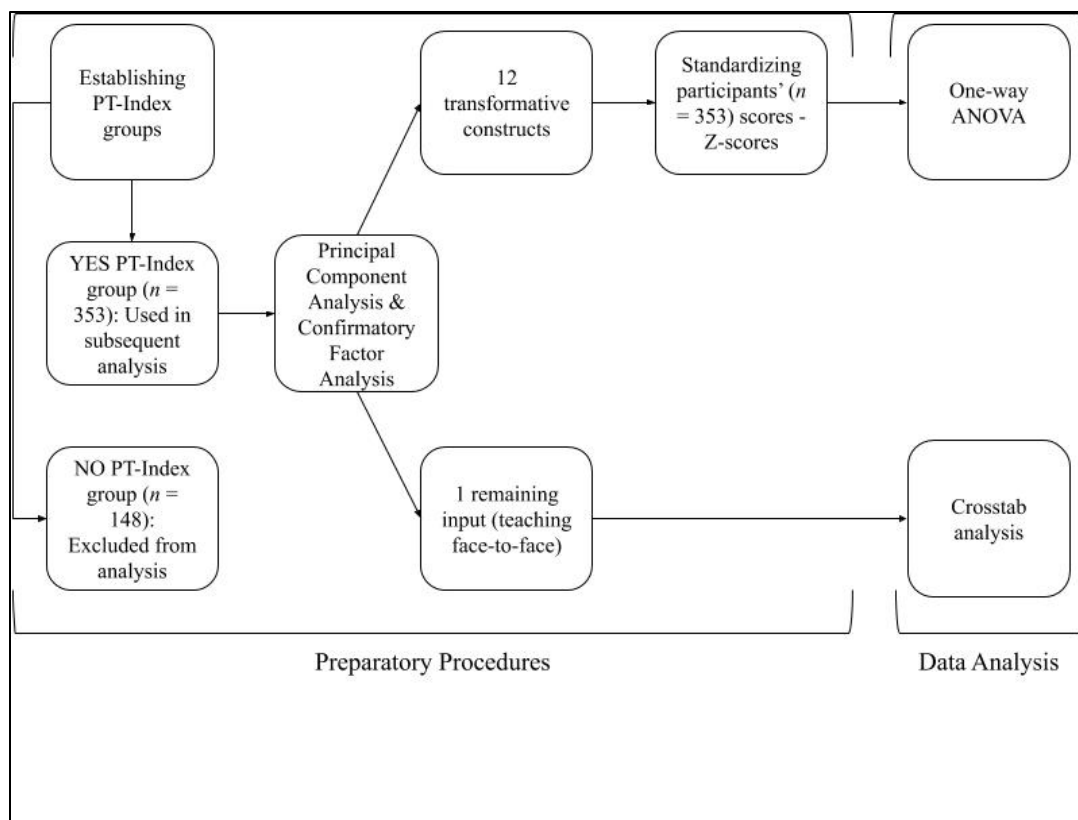 Establishing
PT-Index
groups
12
transformative
constructs
Standardizing
participants’ (n
= 353) scores -
Z-scores
One-way
ANOVA
YES PT-Index
group (n =
353): Used in
subsequent
analysis
Principal
Component
Analysis &
Confirmatory
Factor
Analysis
NO PT-Index
group (n =
148):
Excluded from
analysis
1 remaining
input (teaching
face-to-face)
Crosstab
analysis
Preparatory Procedures
Data Analysis